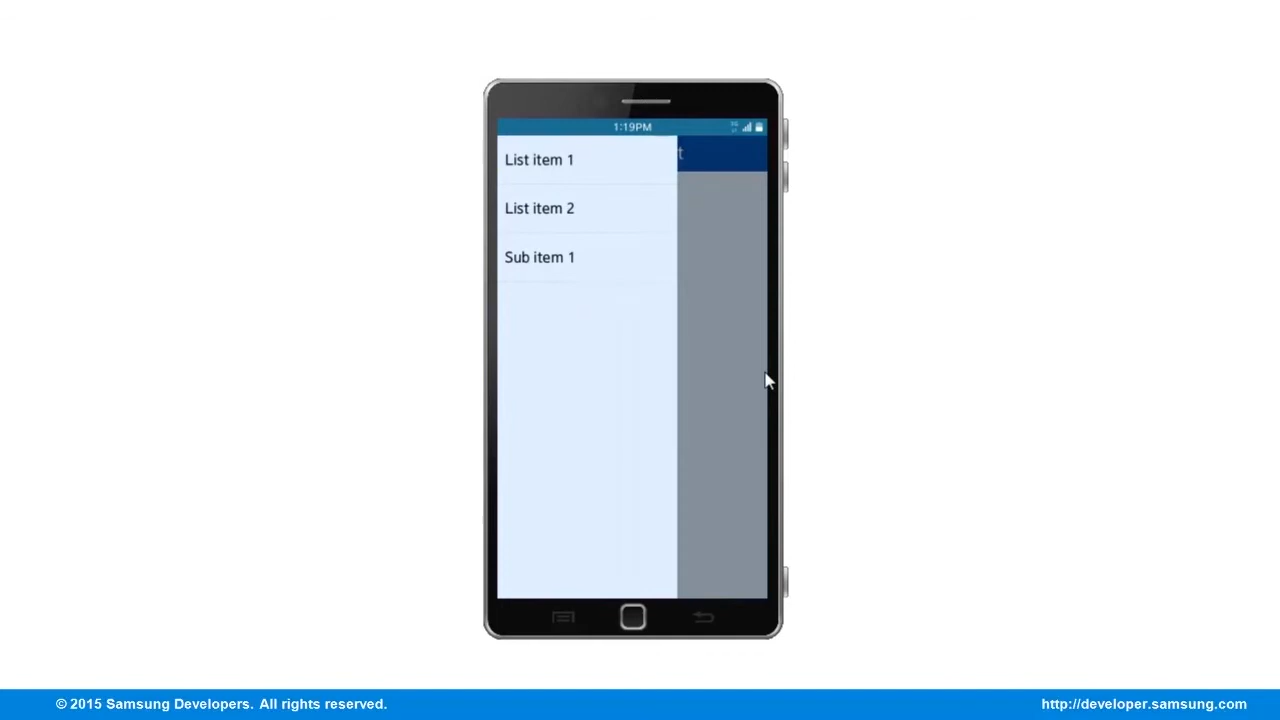 1:19PM
t
List item 1
List item 2
Sub item 1
© 2015 Samsung Developers. All rights reserved.
http://developer.samsung.com